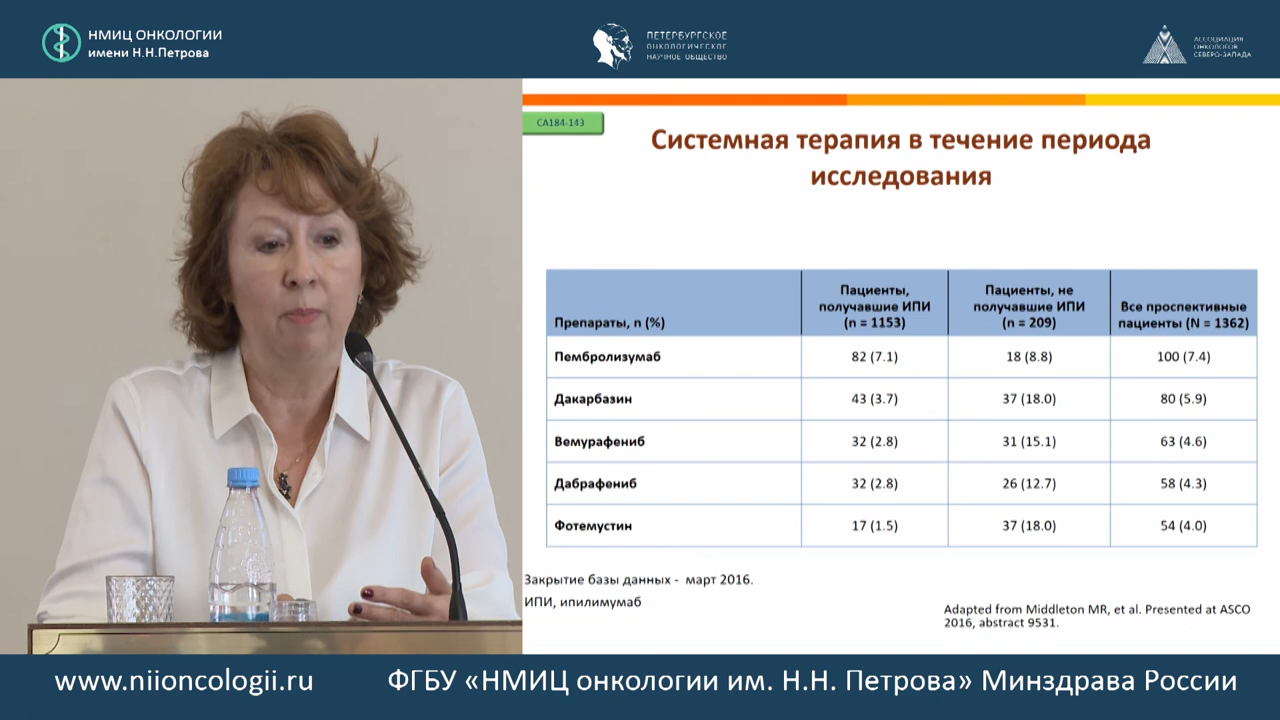 НМИЦ ОНКОЛОГИИ
имени Н.Н.Петрова
ПЕТЕРБУРГСКОЕ
ОНКОЛОГИЧЕСКОЕ
НАУЧНОЕ ОБЩЕСТВО
АССОЦИАЦИЯ
ОНКОЛОГОВ
СЕВЕРО-ЗАПАДА
CA184-143
Системная терапия в течение периода
исследования
Препараты, n (%)
Пациенты,
получавшие ИПИ
(n = 1153)
Пациенты, не
получавшие ИПИ
(n = 209)
Все проспективные
пациенты (N = 1362)
Пембролизумаб 82 (7.1) 18 (8.8) 100 (7.4)
Дакарбазин 43 (3.7) 37 (18.0) 80 (5.9)
Вемурафениб 32 (2.8) 31 (15.1) 63 (4.6)
Дабрафениб 32 (2.8) 26 (12.7) 58 (4.3)
Фотемустин 17 (1.5) 37 (18.0) 54 (4.0)
Закрытие базы данных - март 2016.
ИПИ, ипилимумаб
Adapted from Middleton MR, et al. Presented at ASCO
2016, abstract 9531.
www.niioncologii.ru
ФГБУ «НМИЦ онкологии им. Н.Н. Петрова» Минздрава России